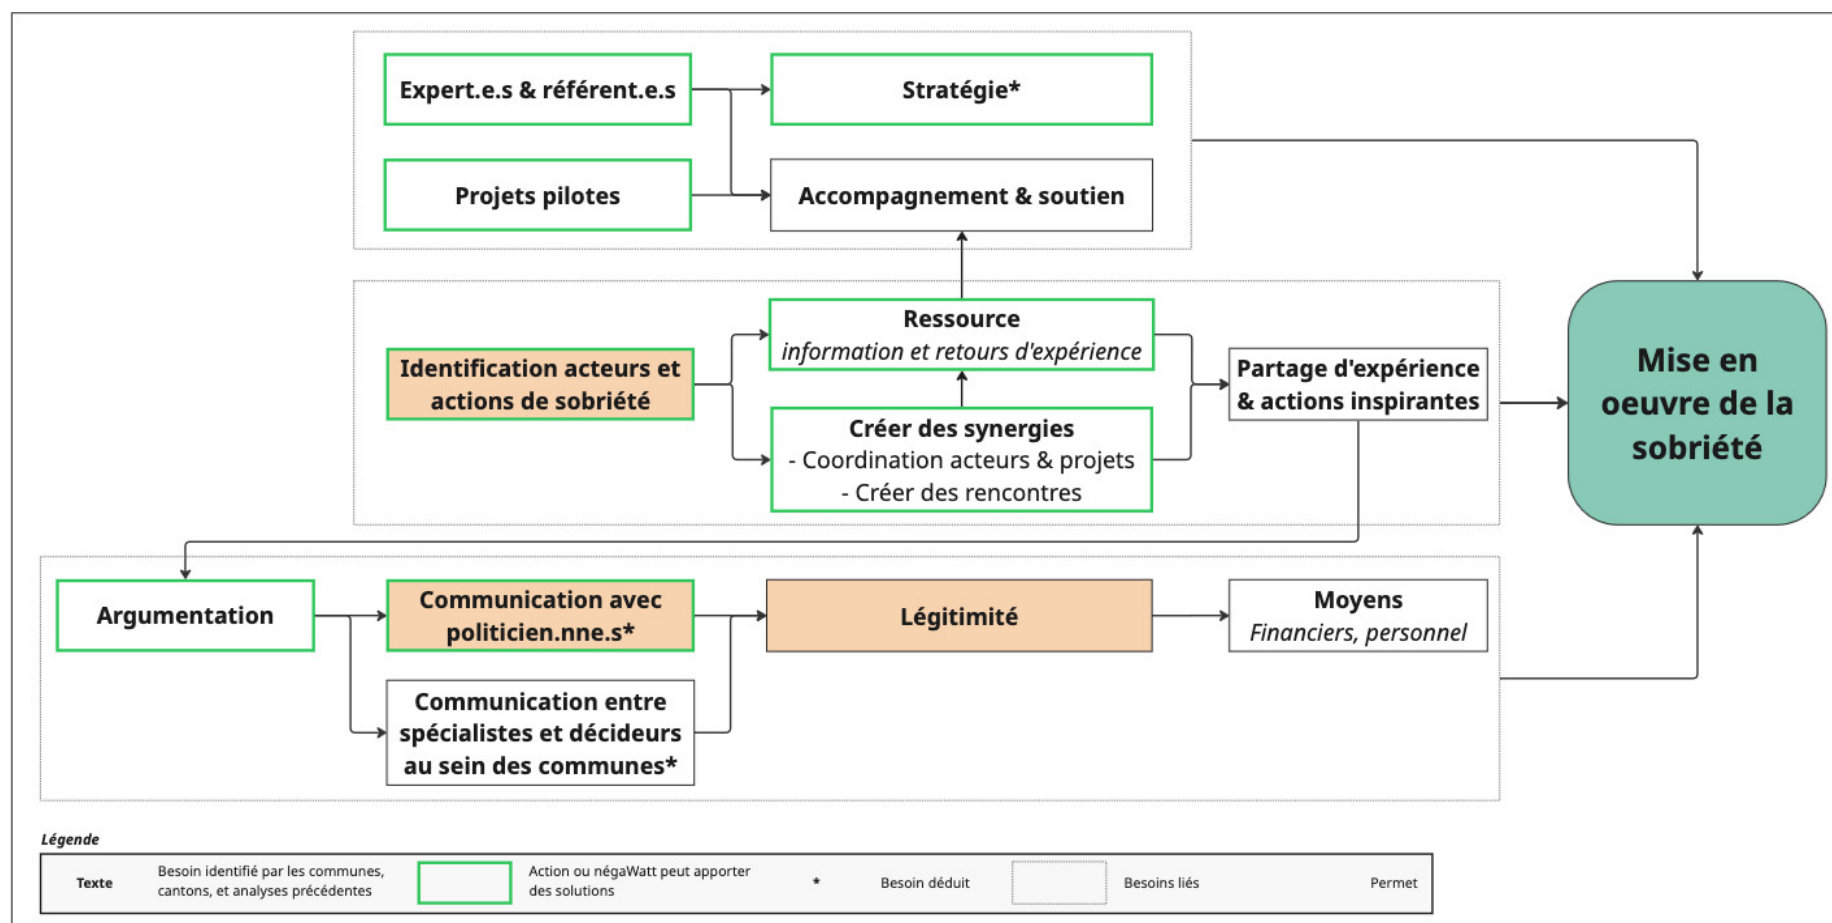 Expert.e.s & référent.e.s
Stratégie*
Projets pilotes
Accompagnement & soutien
Identification acteurs et
actions de sobriété
Ressource
information et retours d'expérience
Créer des synergies
- Coordination acteurs & projets
- Créer des rencontres
Partage d'expérience
& actions inspirantes
Mise en
oeuvre de la
sobriété
Argumentation
Communication avec
politicien.nne.s*
Communication entre
spécialistes et décideurs
au sein des communes*
Légitimité
Moyens
Financiers, personnel
Légende
Texte
Besoin identifié par les communes,
cantons, et analyses précédentes
Action ou négaWatt peut apporter
des solutions
*
Besoin déduit
Besoins liés
Permet